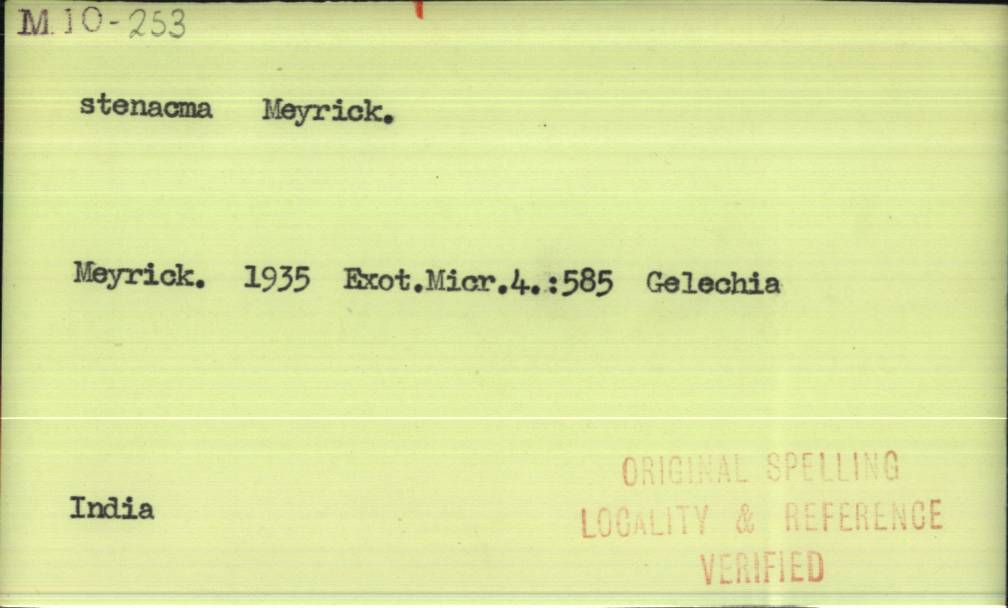 M.10-253
stenacma Meyrick.
Meyrick. 1935 Exot.Micr.4.:585 Gelechia
India
ORIGINAL SPELLING
LOCALITY & REFERENCE
VERIFIED